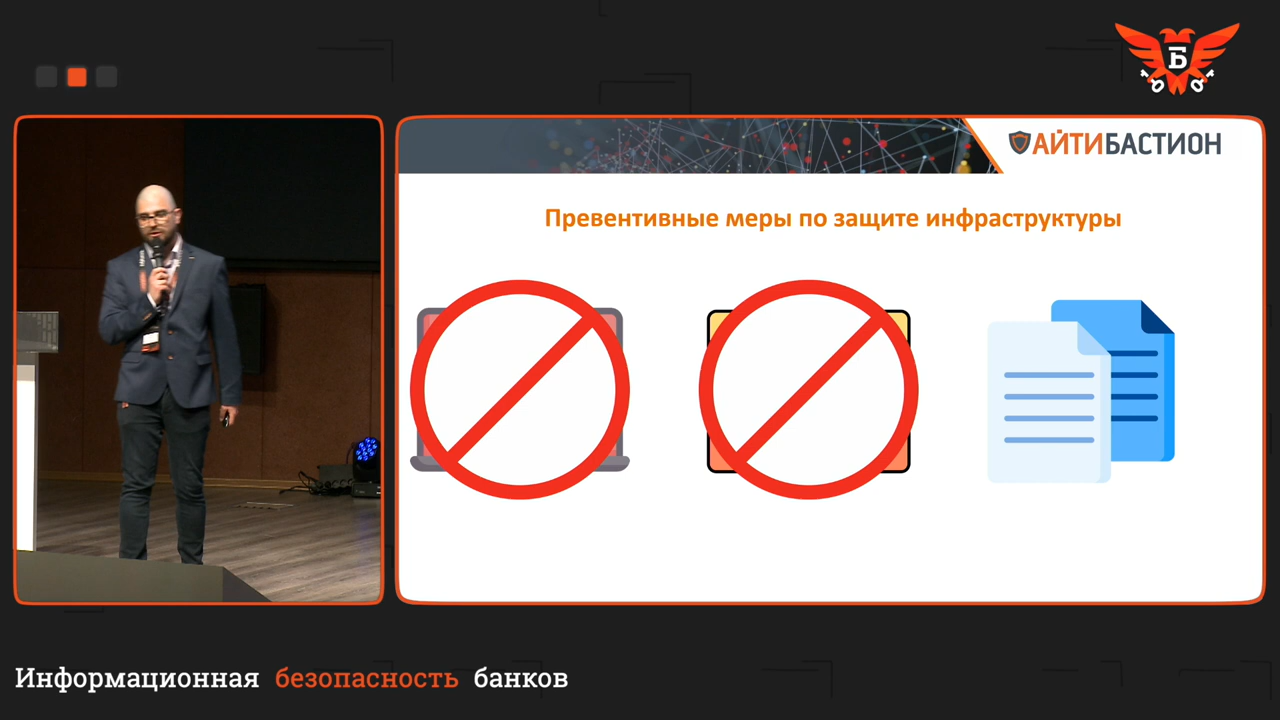 Б
АЙТИБАСТИОН
Превентивные меры по защите инфраструктуры
Информационная безопасность банков